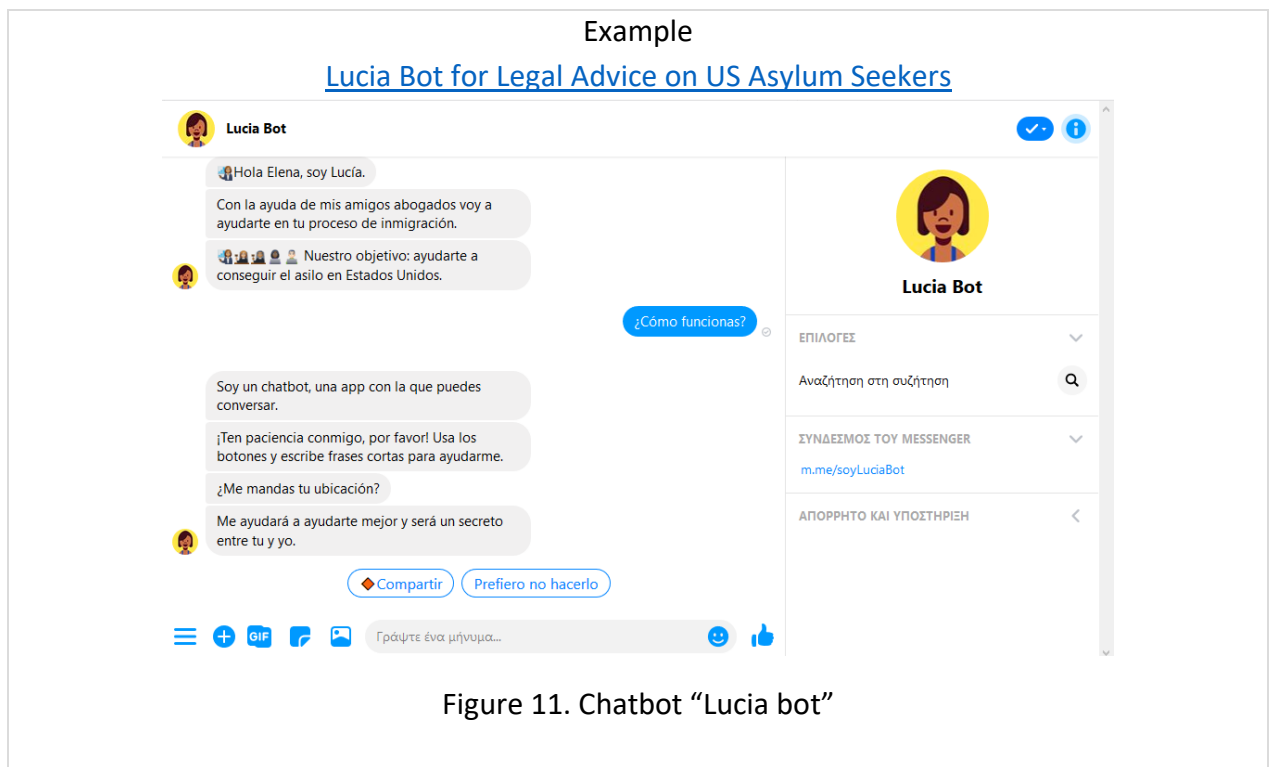 Example
Lucia Bot for Legal Advice on US Asylum Seekers
Lucia Bot
Hola Elena, soy Lucía.
Con la ayuda de mis amigos abogados voy a
ayudarte en tu proceso de inmigración.
Nuestro objetivo: ayudarte a
conseguir el asilo en Estados Unidos.
¿Cómo funcionas?
Soy un chatbot, una app con la que puedes
conversar.
¡Ten paciencia conmigo, por favor! Usa los
botones y escribe frases cortas para ayudarme.
¿Me mandas tu ubicación?
Me ayudará a ayudarte mejor y será un secreto
entre tu y yo.
Compartir
Prefiero no hacerlo
GIF
Γράψτε ένα μήνυμα...
Lucia Bot
ΕΠΙΛΟΓΕΣ
Αναζήτηση στη συζήτηση
ΣΥΝΔΕΣΜΟΣ ΤΟΥ MESSENGER
m.me/soyLuciaBot
ΑΠΟΡΡΗΤΟ ΚΑΙ ΥΠΟΣΤΗΡΙΞΗ
Figure 11. Chatbot “Lucia bot”